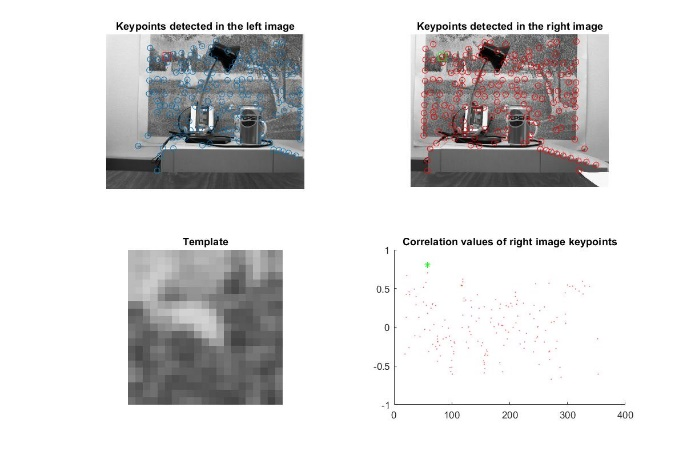 Keypoints detected in the left image
Keypoints detected in the right image
Template
Correlation values of right image keypoints
1
0.5
0
-0.5
-1
0
100
200
300
400